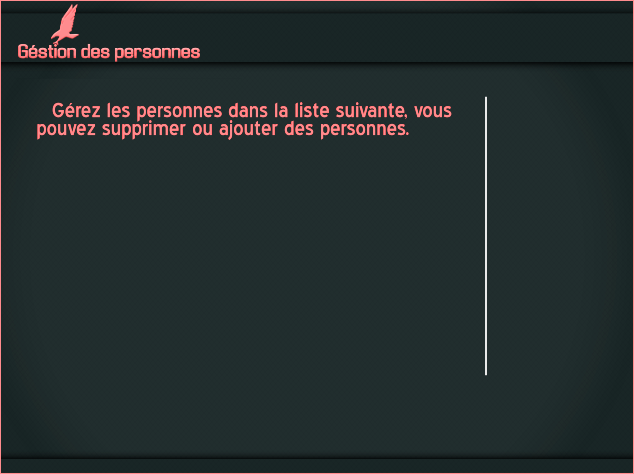 Géstion des personnes
Gérez les personnes dans la liste suivante, vous
pouvez supprimer ou ajouter des personnes.